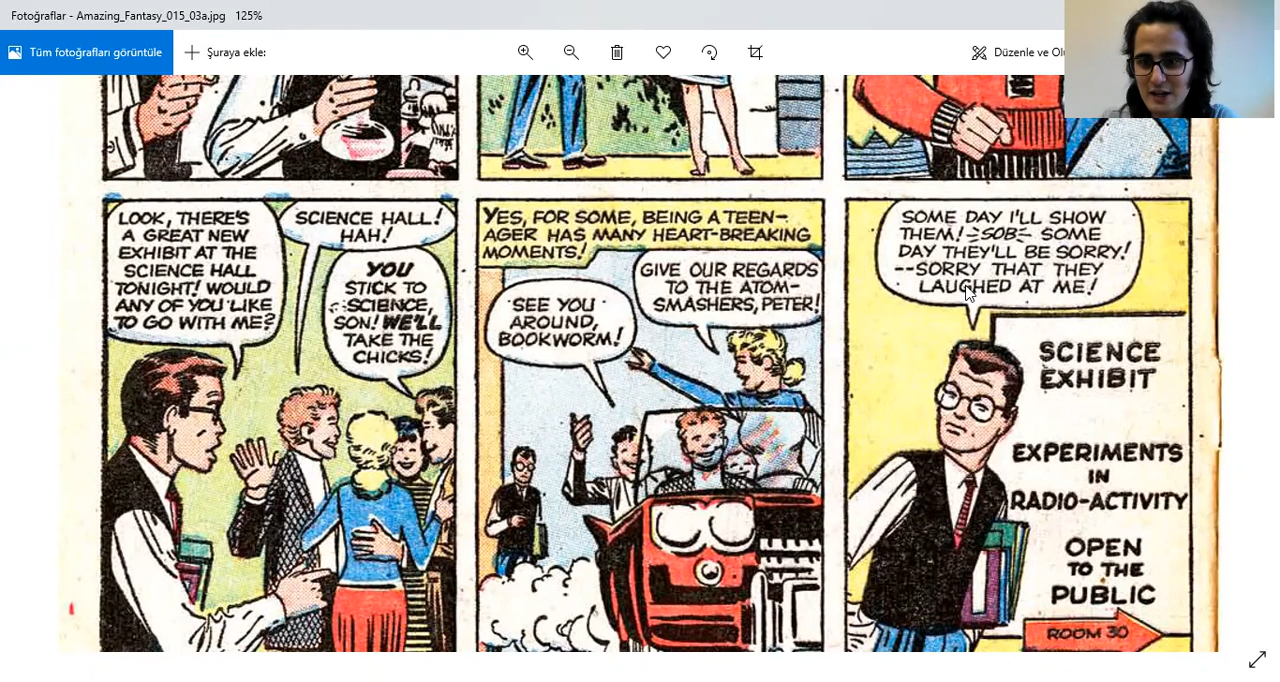 Fotoğraflar - Amazing_Fantasy_015_03a.jpg 125%
Tüm fotoğrafları görüntüle
Şuraya ekle:
Düzenle ve Olu
LOOK, THERE'S
A GREAT NEW
EXHIBIT AT THE
SCIENCE HALL
TONIGHT! WOULD
ANY OF YOU LIKE
TO GO WITH ME?
SCIENCE HALL!
HAH!
YOU
STICK TO
SCIENCE,
SON! WE'LL
TAKE THE
CHICKS!
YES, FOR SOME, BEING A TEEN-
AGER HAS MANY HEART-BREAKING
MOMENTS!
SEE YOU
AROUND,
BOOKWORM!
GIVE OUR REGARDS
TO THE ATOM-
SMASHERS, PETER!
SOME DAY I'LL SHOW
THEM! -SOB- SOME
DAY THEY'LL BE SORRY!
--SORRY THAT THEY
LAUGHED AT ME!
SCIENCE
EXHIBIT
EXPERIMENTS
IN
RADIO-ACTIVITY
OPEN
TO THE
PUBLIC
ROOM 30